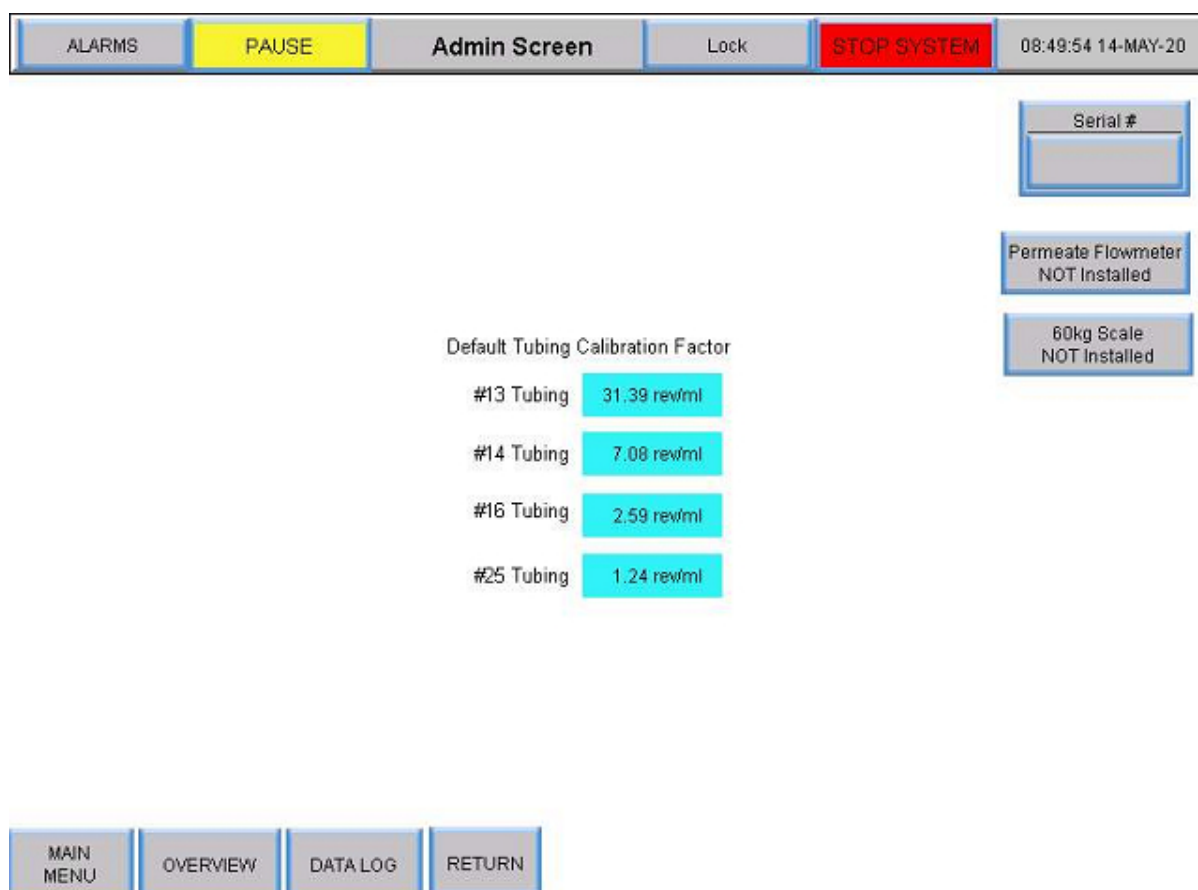 ALARMS
PAUSE
Admin Screen
Lock
STOP SYSTEM
08:49:54 14-MAY-20
Serial #
Permeate Flowmeter
NOT Installed
60kg Scale
NOT Installed
Default Tubing Calibration Factor
#13 Tubing 31.39 rev/ml
#14 Tubing 7.08 rev/ml
#16 Tubing 2.59 rev/ml
#25 Tubing 1.24 rev/ml
MAIN
MENU
OVERVIEW
DATA LOG
RETURN